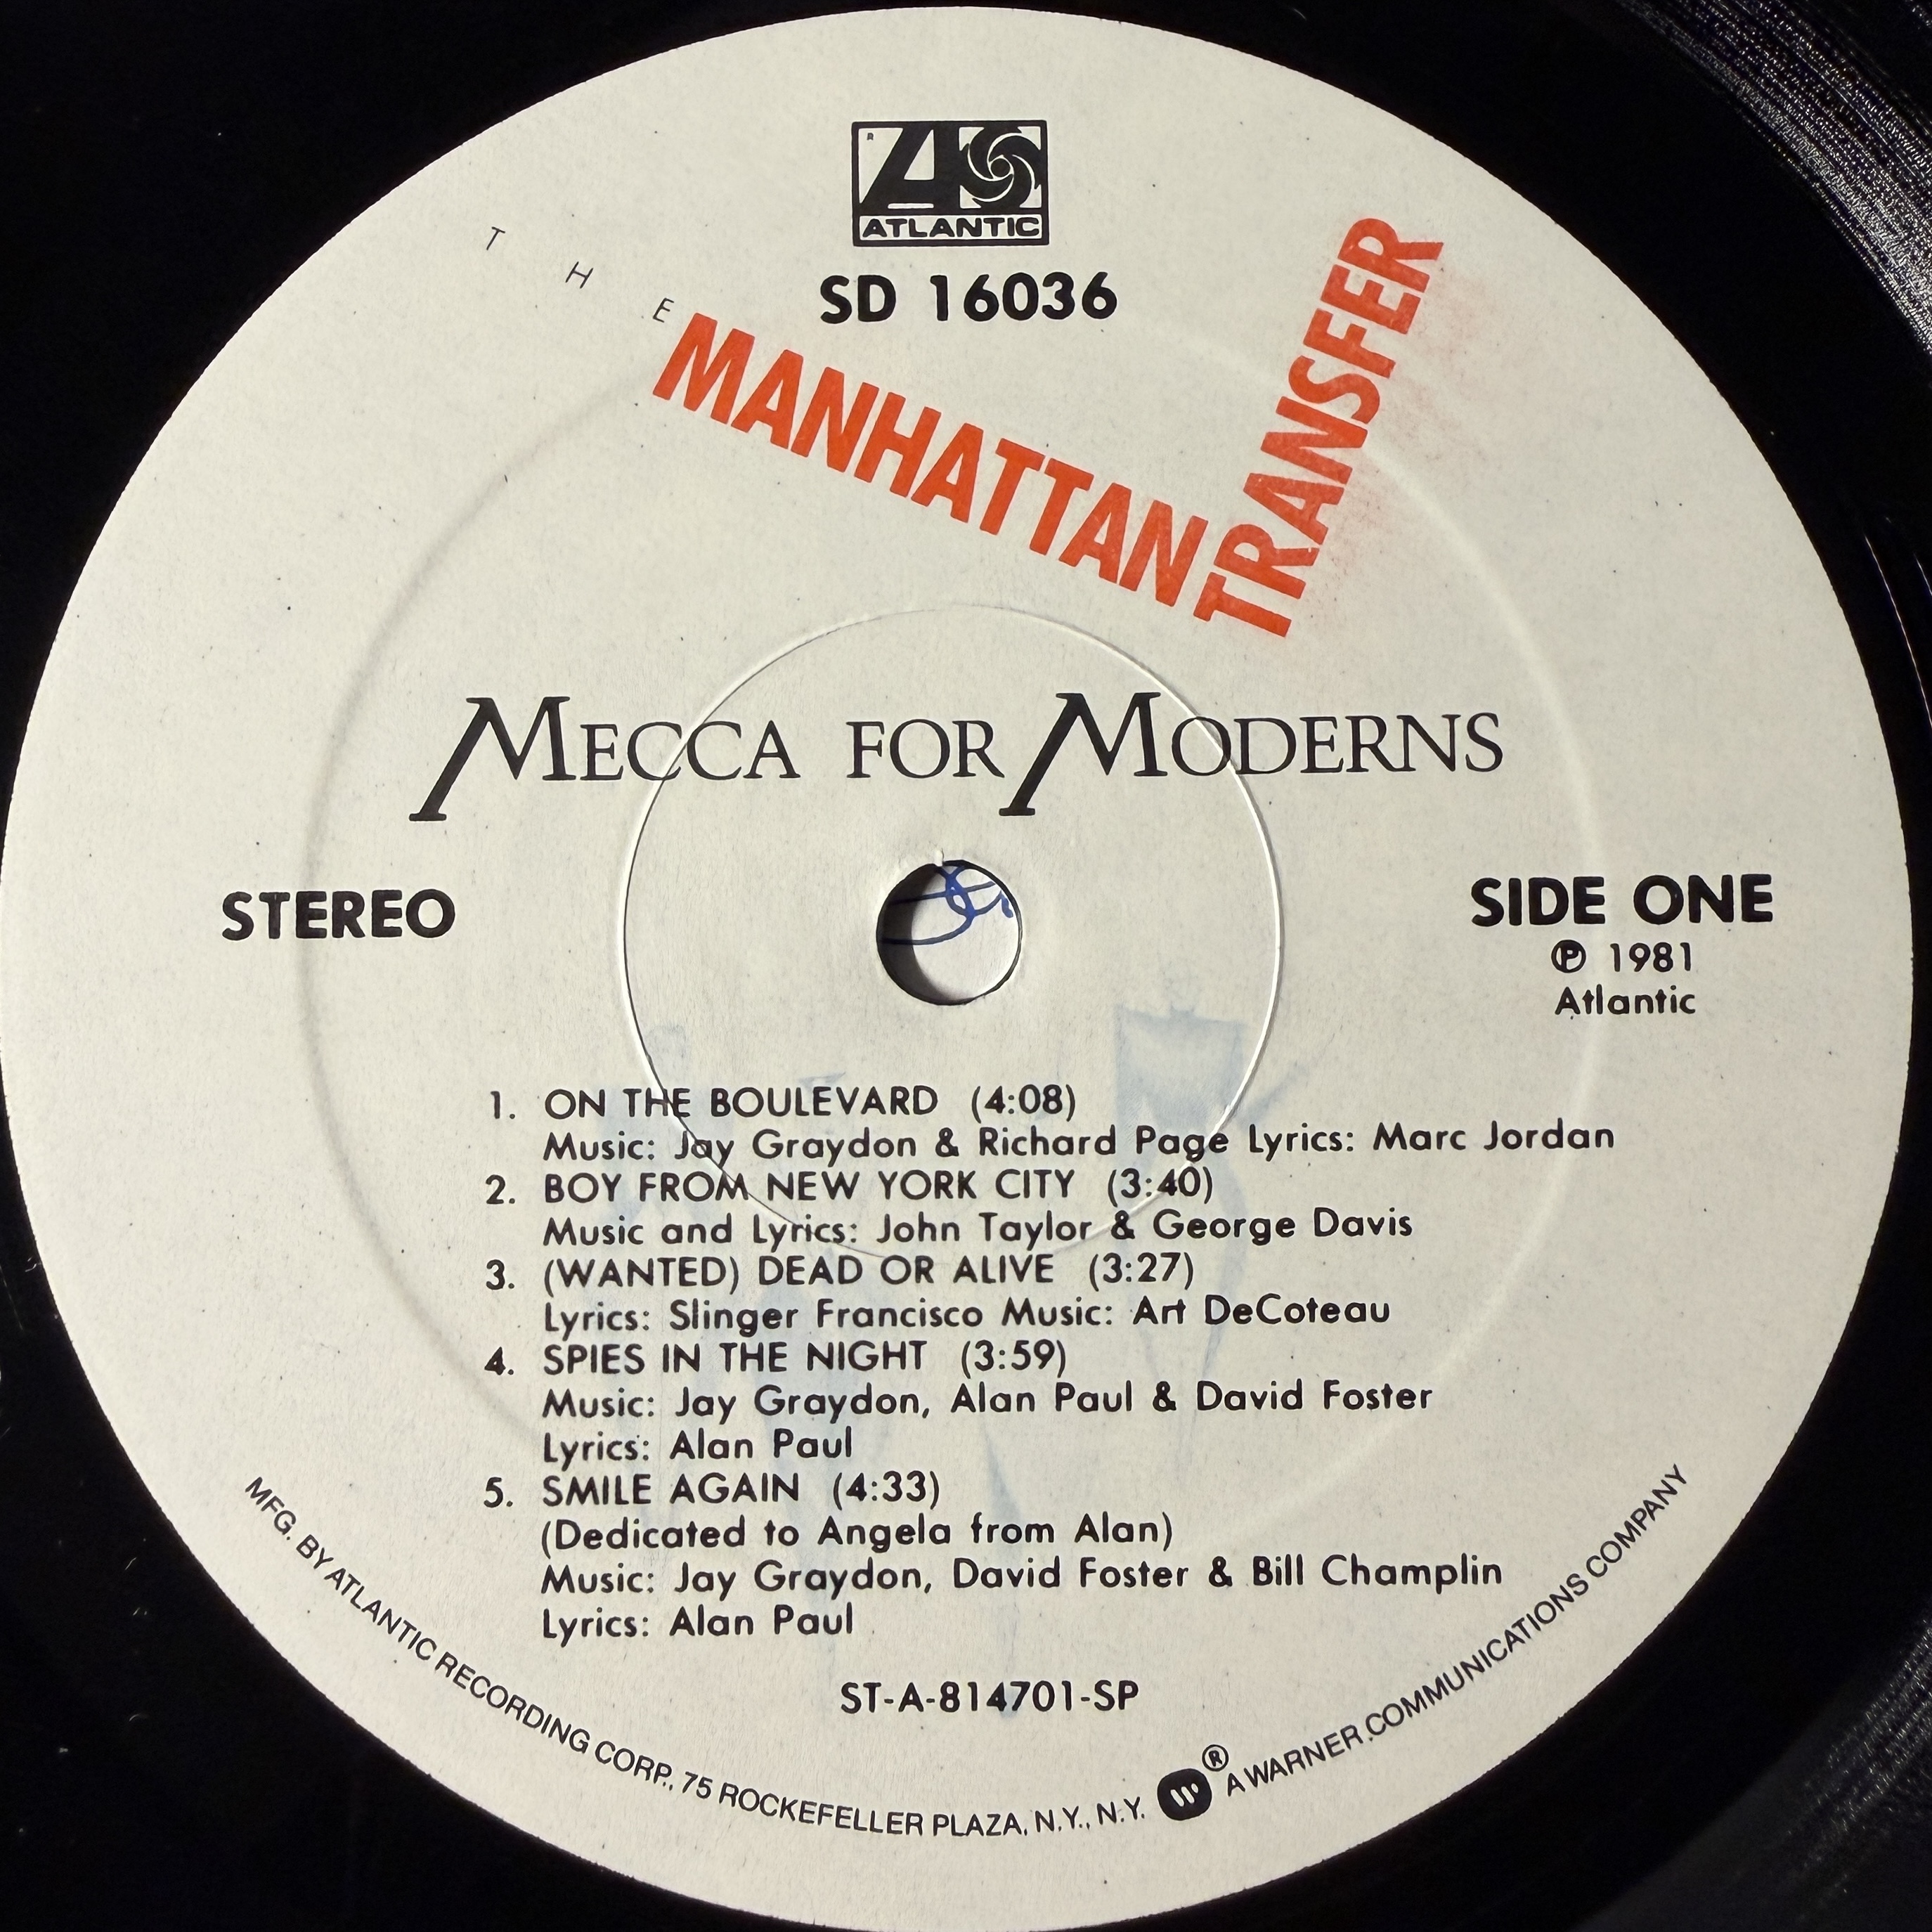 ATLANTIC
SD 16036
THE
MANHATTAN
TRANSFER
MECCA FOR MODERNS
STEREO
SIDE ONE
℗ 1981
Atlantic
1. ON THE BOULEVARD (4:08)
Music: Jay Graydon & Richard Page Lyrics: Marc Jordan
2. BOY FROM NEW YORK CITY (3:40)
Music and Lyrics: John Taylor & George Davis
3. (WANTED) DEAD OR ALIVE (3:27)
Lyrics: Slinger Francisco Music: Art DeCoteau
4. SPIES IN THE NIGHT (3:59)
Music: Jay Graydon, Alan Paul & David Foster
Lyrics: Alan Paul
5. SMILE AGAIN (4:33)
(Dedicated to Angela from Alan)
Music: Jay Graydon, David Foster & Bill Champlin
Lyrics: Alan Paul
ST-A-814701-SP
MFG. BY ATLANTIC RECORDING CORP., 75 ROCKEFELLER PLAZA, N.Y., N.Y. ® A WARNER COMMUNICATIONS COMPANY